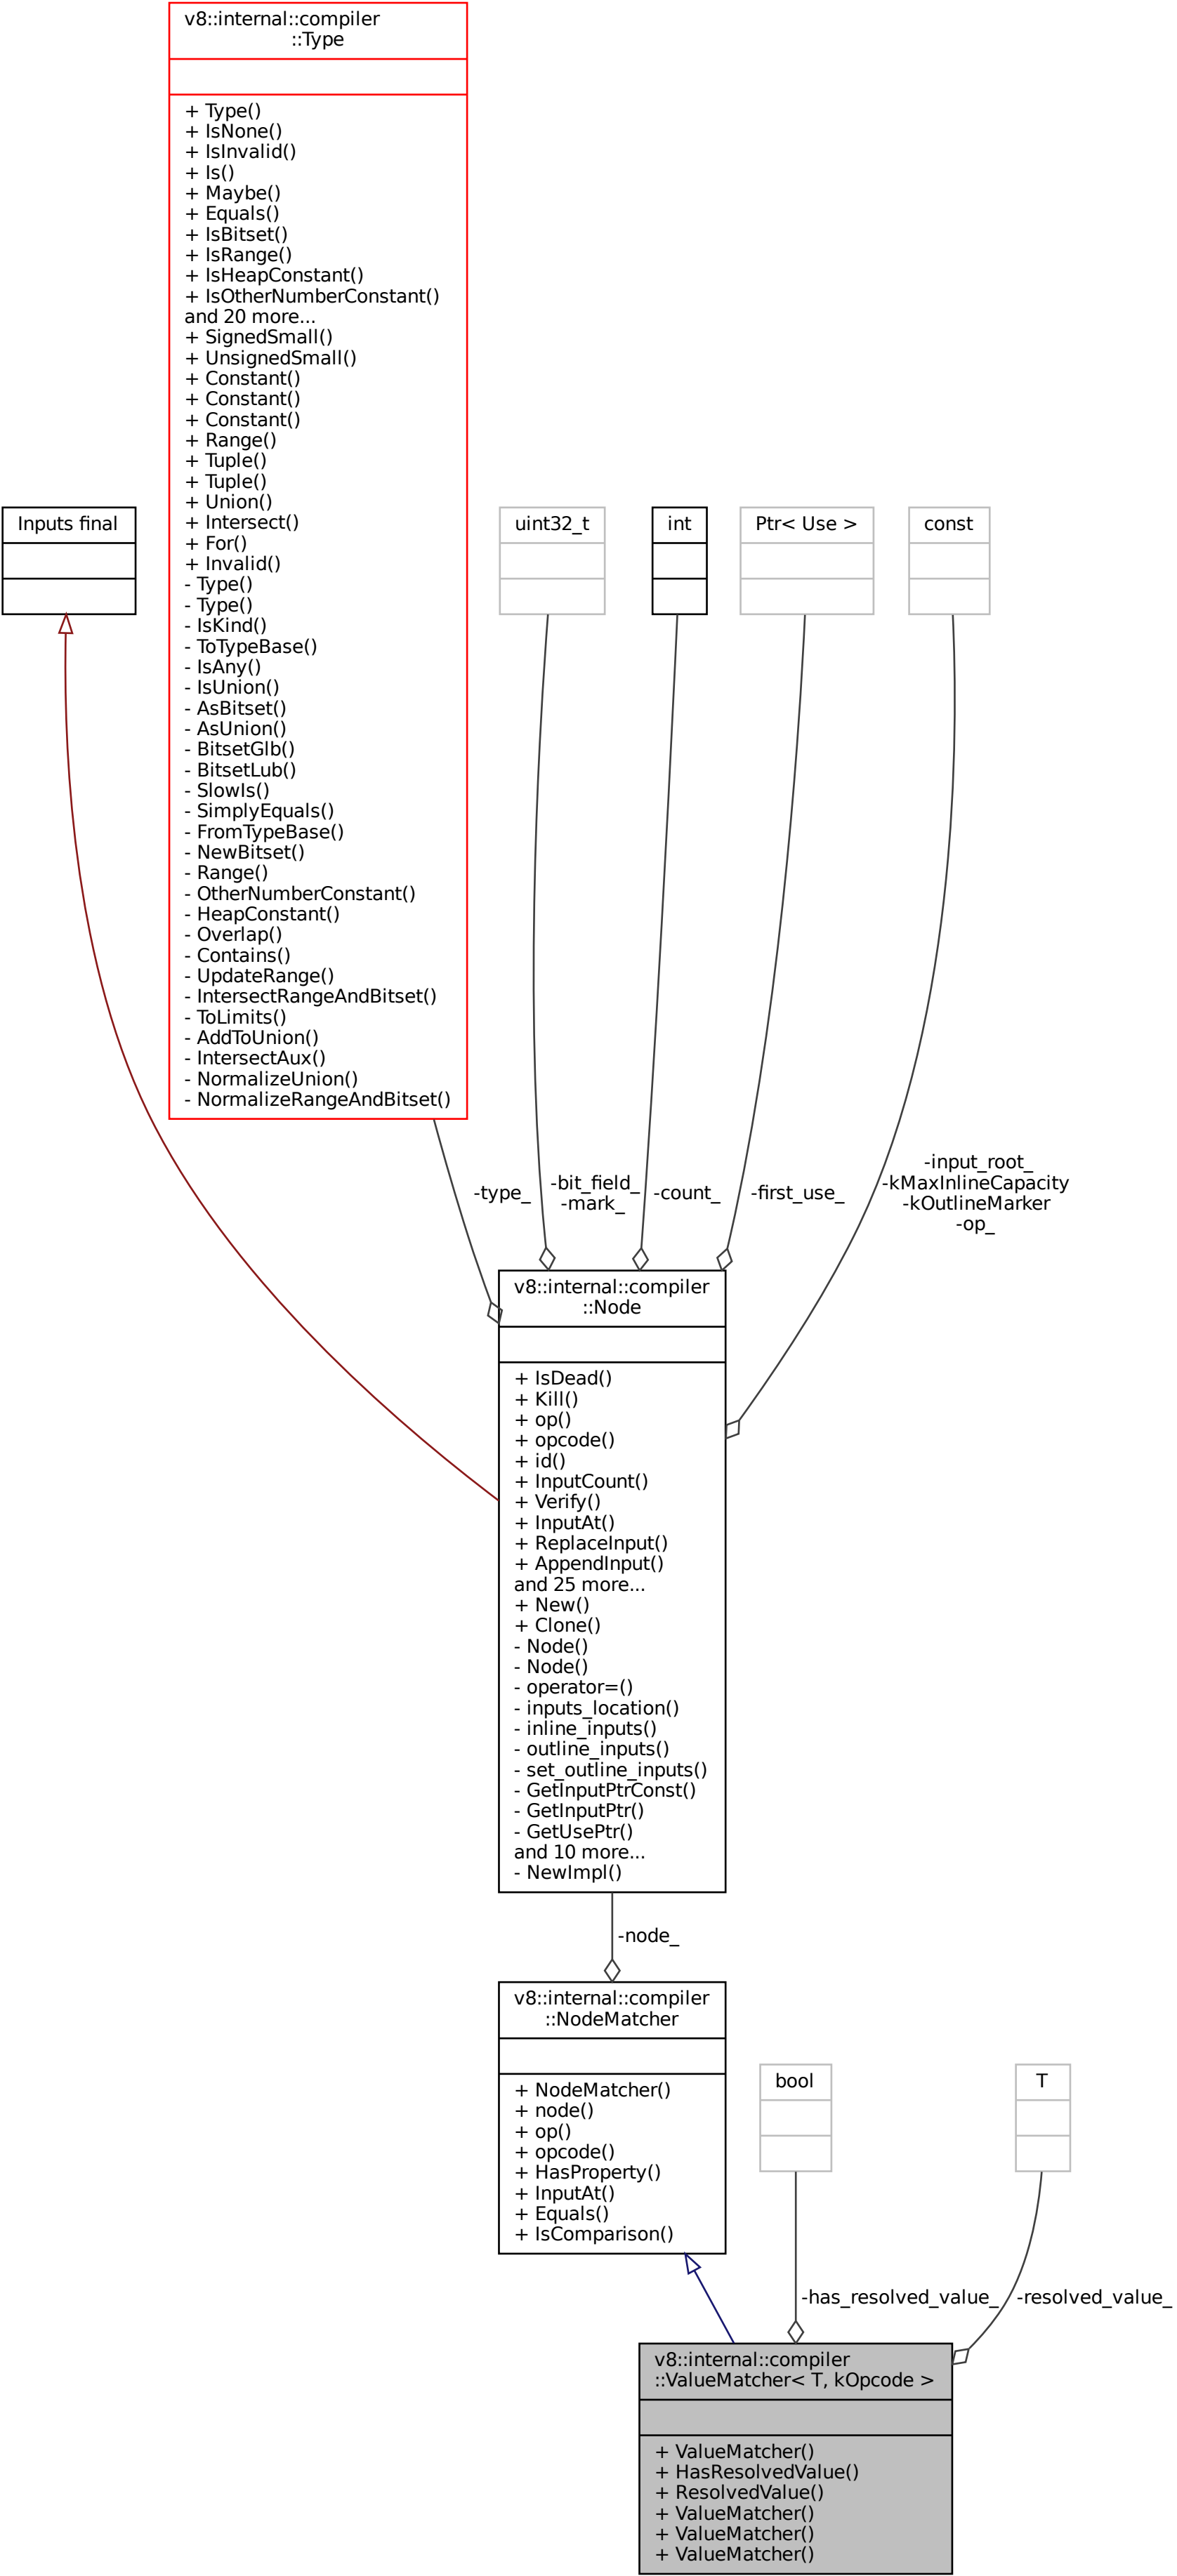 v8::internal::compiler
::Type
+ Type()
+ IsNone()
+ IsInvalid()
+ Is()
+ Maybe()
+ Equals()
+ IsBitset()
+ IsRange()
+ IsHeapConstant()
+ IsOtherNumberConstant()
and 20 more...
+ SignedSmall()
+ UnsignedSmall()
+ Constant()
+ Constant()
+ Constant()
+ Range()
+ Tuple()
+ Tuple()
+ Union()
+ Intersect()
+ For()
+ Invalid()
- Type()
- Type()
- IsKind()
- ToTypeBase()
- IsAny()
- IsUnion()
- AsBitset()
- AsUnion()
- BitsetGlb()
- BitsetLub()
- SlowIs()
- SimplyEquals()
- FromTypeBase()
- NewBitset()
- Range()
- OtherNumberConstant()
- HeapConstant()
- Overlap()
- Contains()
- UpdateRange()
- IntersectRangeAndBitset()
- ToLimits()
- AddToUnion()
- IntersectAux()
- NormalizeUnion()
- NormalizeRangeAndBitset()
Inputs final
uint32_t
int
Ptr< Use >
const
-type_
-bit_field_
-mark_
-count_
-first_use_
-input_root_
-kMaxInlineCapacity
-kOutlineMarker
-op_
v8::internal::compiler
::Node
+ IsDead()
+ Kill()
+ op()
+ opcode()
+ id()
+ InputCount()
+ Verify()
+ InputAt()
+ ReplaceInput()
+ AppendInput()
and 25 more...
+ New()
+ Clone()
- Node()
- Node()
- operator=()
- inputs_location()
- inline_inputs()
- outline_inputs()
- set_outline_inputs()
- GetInputPtrConst()
- GetInputPtr()
- GetUsePtr()
and 10 more...
- NewImpl()
-node_
v8::internal::compiler
::NodeMatcher
+ NodeMatcher()
+ node()
+ op()
+ opcode()
+ HasProperty()
+ InputAt()
+ Equals()
+ IsComparison()
bool
T
-has_resolved_value_
-resolved_value_
v8::internal::compiler
::ValueMatcher< T, kOpcode >
+ ValueMatcher()
+ HasResolvedValue()
+ ResolvedValue()
+ ValueMatcher()
+ ValueMatcher()
+ ValueMatcher()